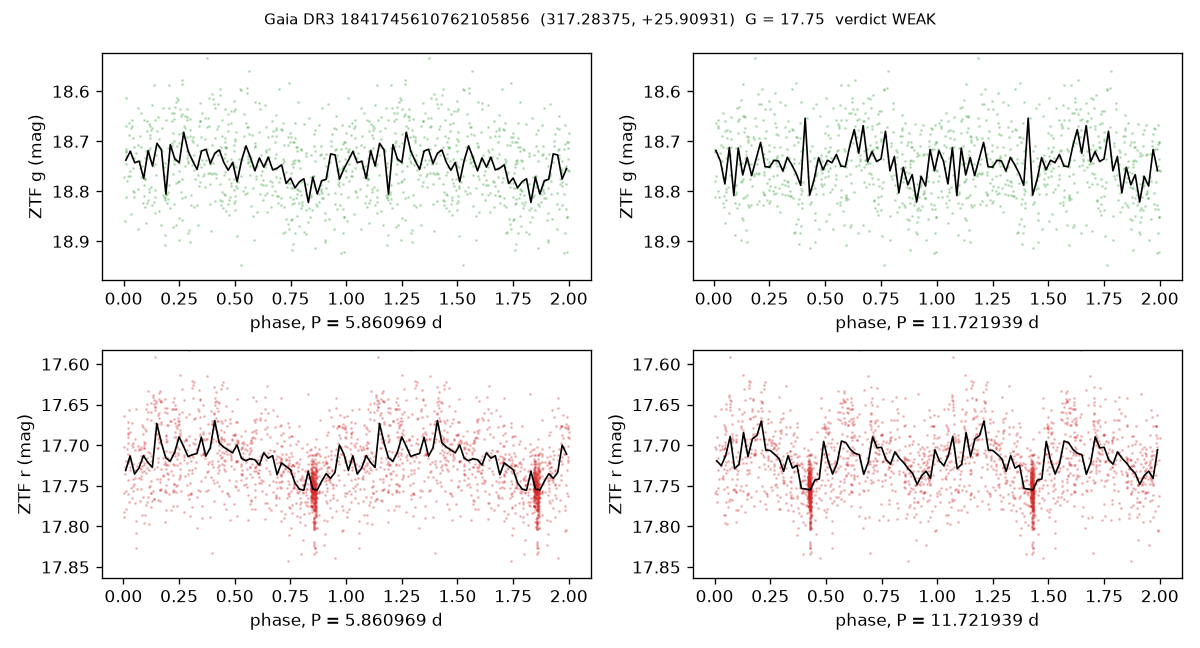 Gaia DR3 1841745610762105856 (317.28375, +25.90931) G = 17.75 verdict WEAK
ZTF g (mag)
18.6
18.7
18.8
18.9
0.00 0.25 0.50 0.75 1.00 1.25 1.50 1.75 2.00
phase, P = 5.860969 d
ZTF g (mag)
18.6
18.7
18.8
18.9
0.00 0.25 0.50 0.75 1.00 1.25 1.50 1.75 2.00
phase, P = 11.721939 d
ZTF r (mag)
17.60
17.65
17.70
17.75
17.80
17.85
0.00 0.25 0.50 0.75 1.00 1.25 1.50 1.75 2.00
phase, P = 5.860969 d
ZTF r (mag)
17.60
17.65
17.70
17.75
17.80
17.85
0.00 0.25 0.50 0.75 1.00 1.25 1.50 1.75 2.00
phase, P = 11.721939 d